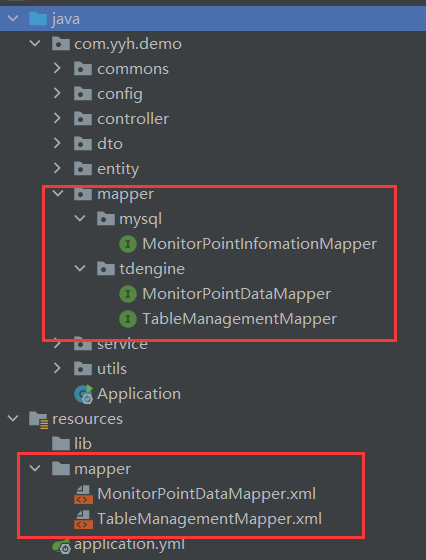 java
com.yyh.demo
commons
config
controller
dto
entity
mapper
mysql
MonitorPointInfomationMapper
tdengine
MonitorPointDataMapper
TableManagementMapper
service
utils
Application
resources
lib
mapper
MonitorPointDataMapper.xml
TableManagementMapper.xml
application.yml